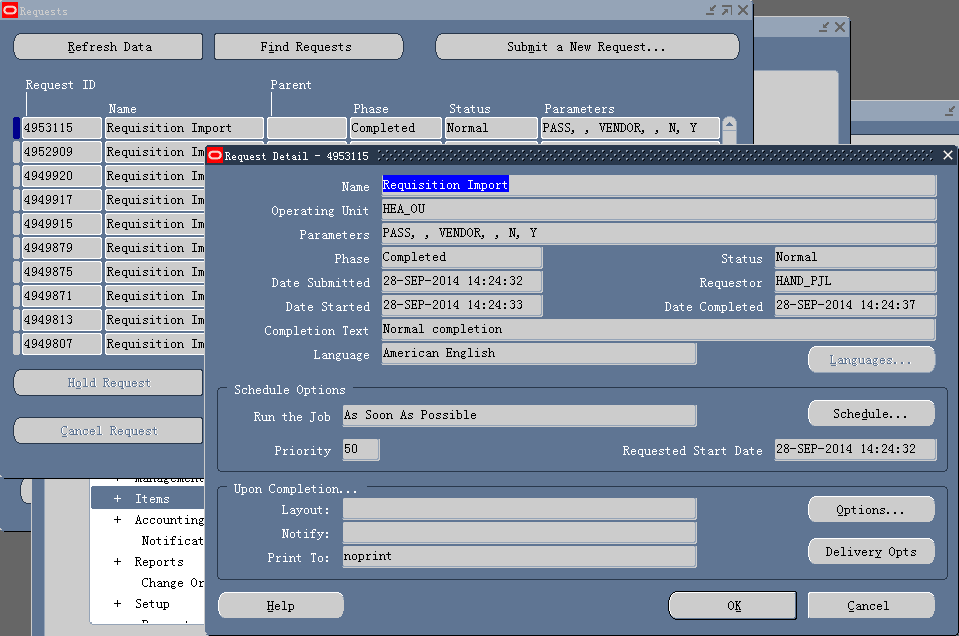 Requests
Refresh Data Find Requests Submit a New Request...
Request ID Parent
Name Phase Status Parameters
4953115 Requisition Import Completed Normal PASS, , VENDOR, , N, Y
4952909 Requisition Im
4949920 Requisition Im
4949917 Requisition Im
4949915 Requisition Im
4949879 Requisition Im
4949875 Requisition Im
4949871 Requisition Im
4949813 Requisition Im
4949807 Requisition Im
Hold Request
Cancel Request
+ Items
+ Accounting
Notificat
+ Reports
Change Or
+ Setup
Request Detail - 4953115
Name Requisition Import
Operating Unit HEA_OU
Parameters PASS, , VENDOR, , N, Y
Phase Completed Status Normal
Date Submitted 28-SEP-2014 14:24:32 Requestor HAND_PJL
Date Started 28-SEP-2014 14:24:33 Date Completed 28-SEP-2014 14:24:37
Completion Text Normal completion
Language American English Languages...
Schedule Options
Run the Job As Soon As Possible Schedule...
Priority 50 Requested Start Date 28-SEP-2014 14:24:32
Upon Completion...
Layout: Options...
Notify:
Print To: noprint Delivery Opts
Help OK Cancel